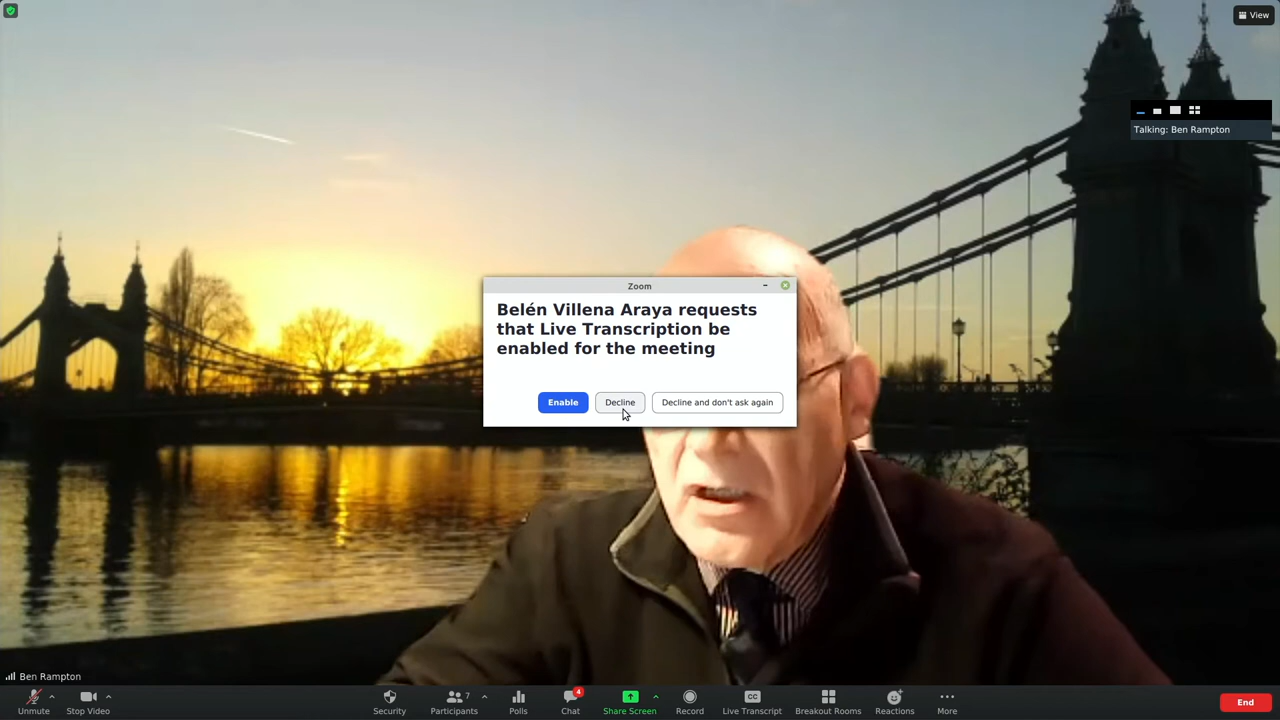 View
Talking: Ben Rampton
Zoom
Belén Villena Araya requests
that Live Transcription be
enabled for the meeting
Enable
Decline
Decline and don't ask again
Ben Rampton
Unmute
Stop Video
Security
Participants
7
Polls
Chat
4
Share Screen
Record
CC
Live Transcript
Breakout Rooms
Reactions
More
End